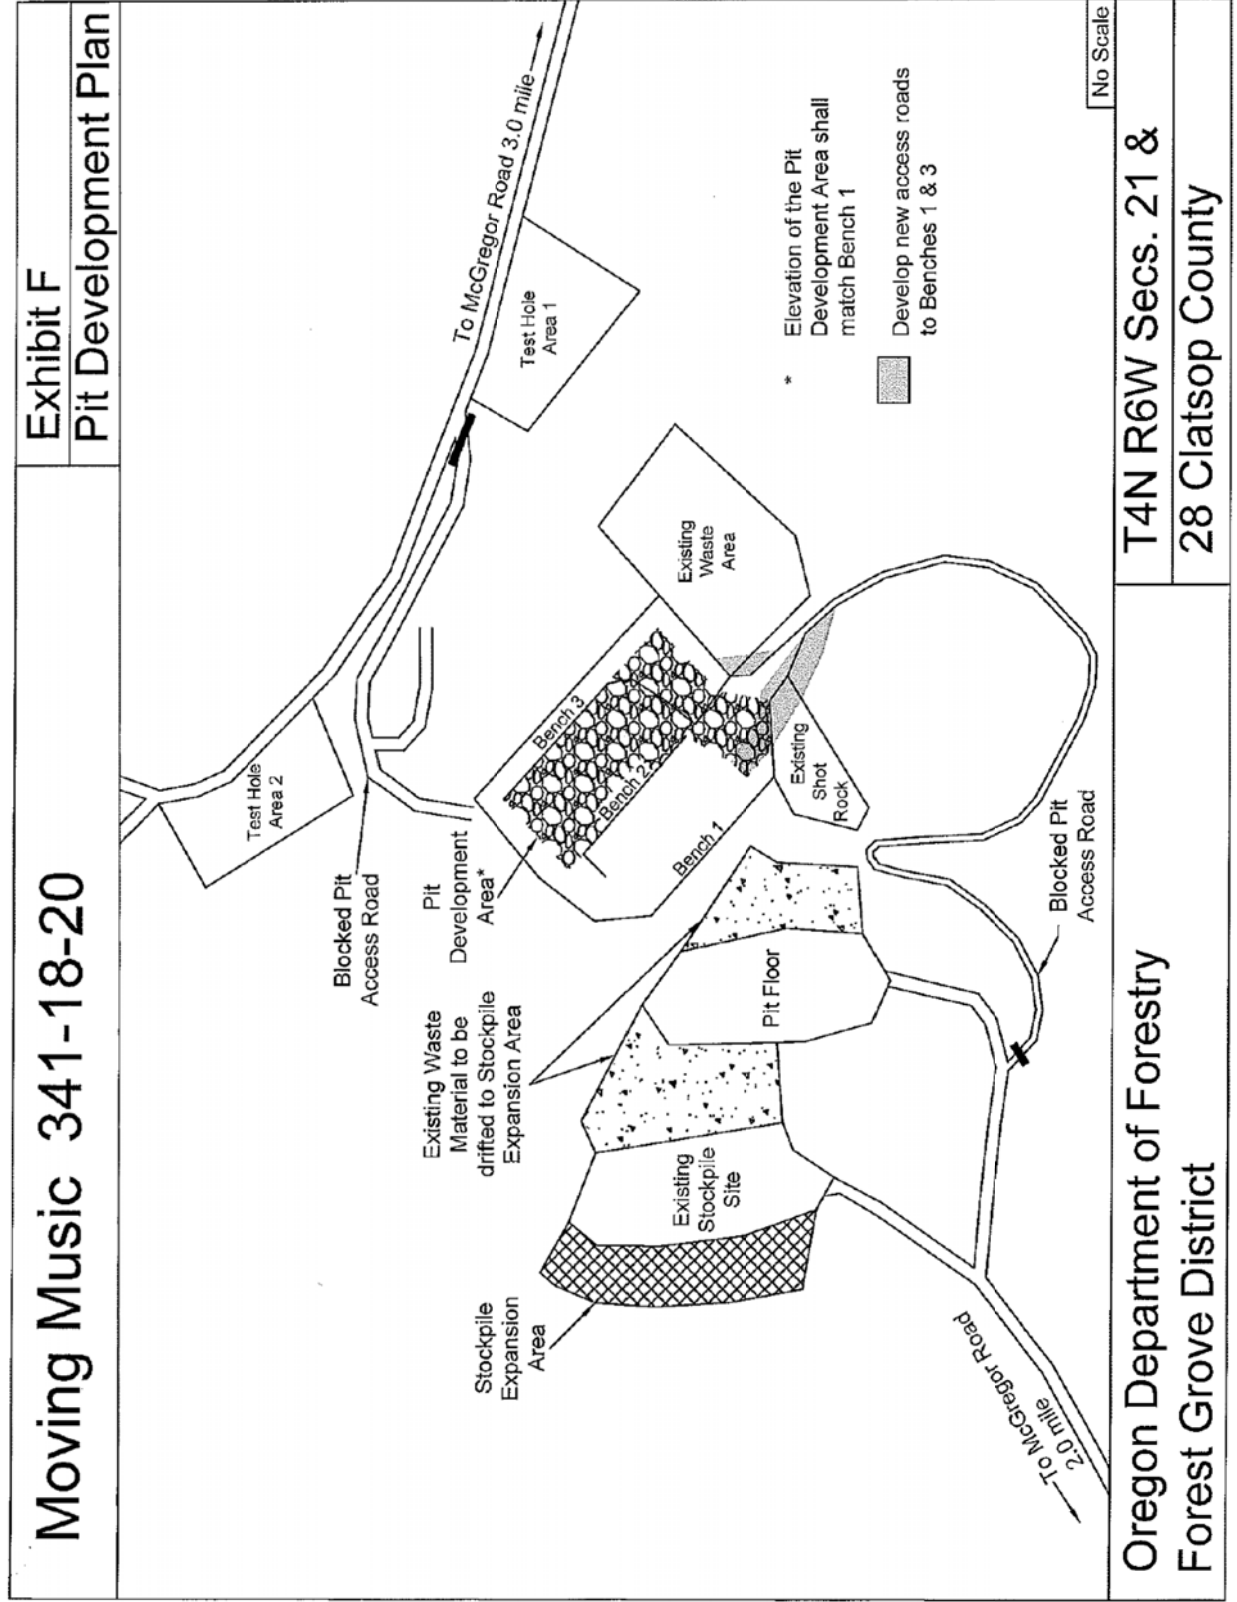 Moving Music 341-18-20
Exhibit F
Pit Development Plan
To McGregor Road 3.0 mile
Test Hole
Area 2
Test Hole
Area 1
Blocked Pit
Access Road
Pit
Development
Area*
Existing Waste
Material to be
drifted to Stockpile
Expansion Area
Stockpile
Expansion
Area
Bench 3
Bench 2
Bench 1
Existing
Waste
Area
Existing
Stockpile
Site
Pit Floor
Existing
Shot
Rock
* Elevation of the Pit
Development Area shall
match Bench 1
Develop new access roads
to Benches 1 & 3
Blocked Pit
Access Road
To McGregor Road
2.0 mile
No Scale
Oregon Department of Forestry
Forest Grove District
T4N R6W Secs. 21 &
28 Clatsop County